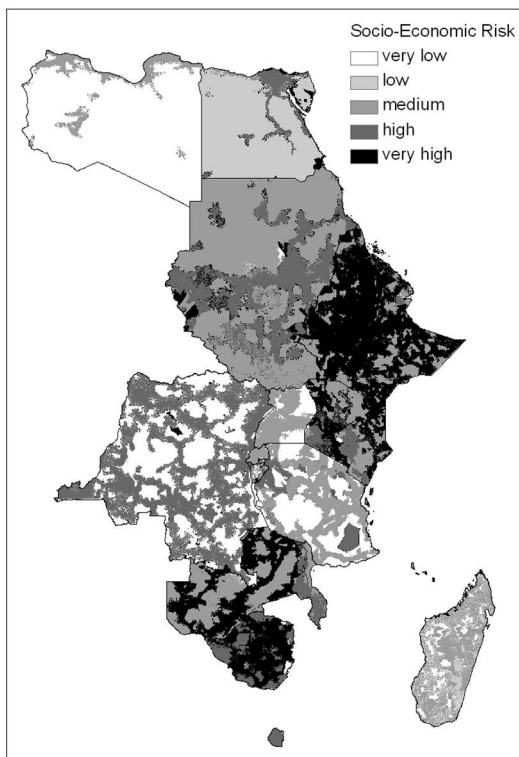 Socio-Economic Risk
very low
low
medium
high
very high